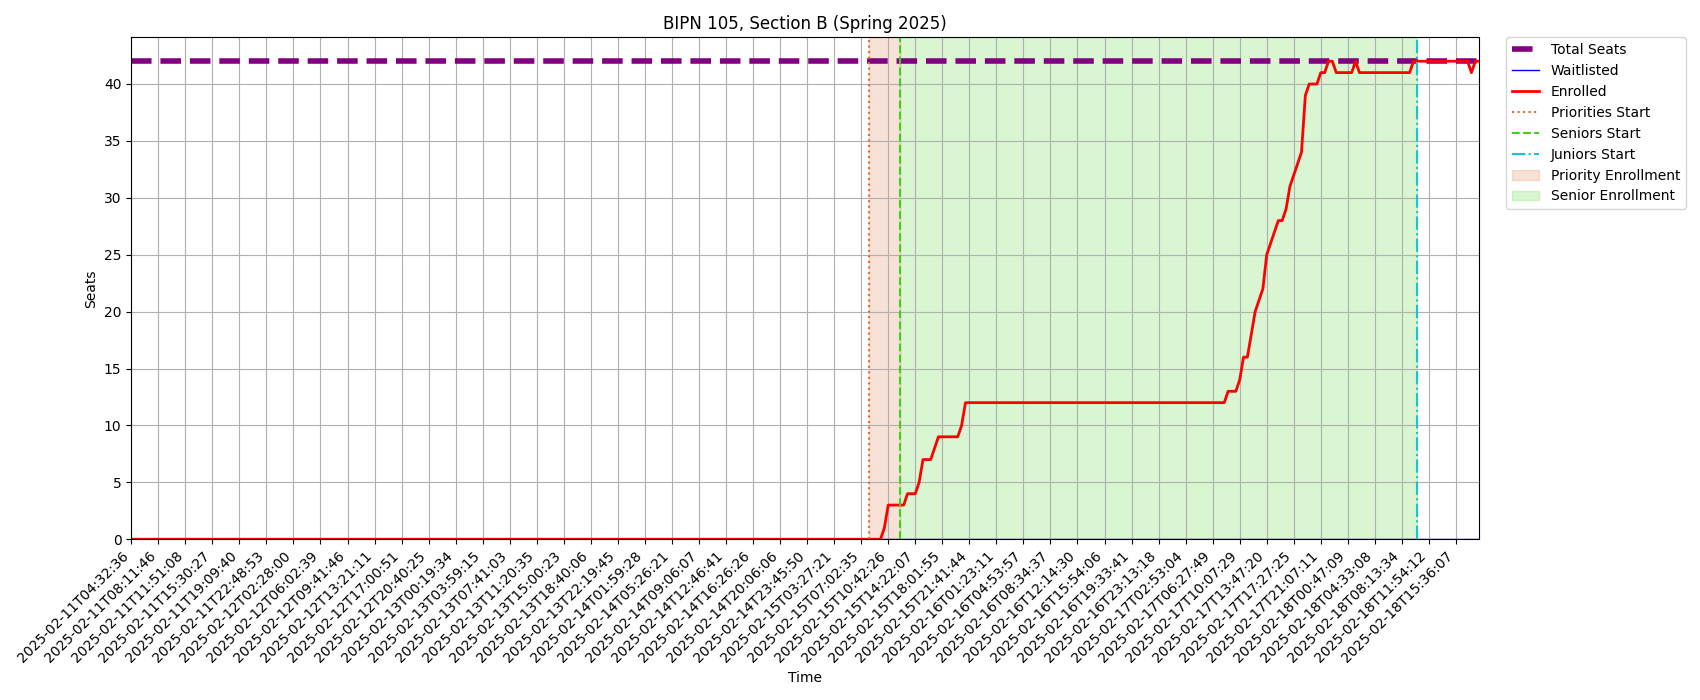 BIPN 105, Section B (Spring 2025)
Seats
40
35
30
25
20
15
10
5
0
2025-02-11T04:32:36
2025-02-11T08:11:46
2025-02-11T11:51:08
2025-02-11T15:30:27
2025-02-11T19:09:40
2025-02-11T22:48:53
2025-02-12T02:28:00
2025-02-12T06:02:39
2025-02-12T09:41:46
2025-02-12T13:21:11
2025-02-12T17:00:51
2025-02-12T20:40:25
2025-02-13T00:19:34
2025-02-13T03:59:15
2025-02-13T07:41:03
2025-02-13T11:20:35
2025-02-13T15:00:23
2025-02-13T18:40:06
2025-02-13T22:19:45
2025-02-14T01:59:28
2025-02-14T05:26:21
2025-02-14T09:06:07
2025-02-14T12:46:41
2025-02-14T16:26:26
2025-02-14T20:06:06
2025-02-14T23:45:50
2025-02-15T03:27:21
2025-02-15T07:02:35
2025-02-15T10:42:26
2025-02-15T14:22:07
2025-02-15T18:01:55
2025-02-15T21:41:44
2025-02-16T01:23:11
2025-02-16T04:53:57
2025-02-16T08:34:37
2025-02-16T12:14:30
2025-02-16T15:54:06
2025-02-16T19:33:41
2025-02-16T23:13:18
2025-02-17T02:53:04
2025-02-17T06:27:49
2025-02-17T10:07:29
2025-02-17T13:47:20
2025-02-17T17:27:25
2025-02-17T21:07:11
2025-02-18T00:47:09
2025-02-18T04:33:08
2025-02-18T08:13:34
2025-02-18T11:54:12
2025-02-18T15:36:07
Time
Total Seats
Waitlisted
Enrolled
Priorities Start
Seniors Start
Juniors Start
Priority Enrollment
Senior Enrollment